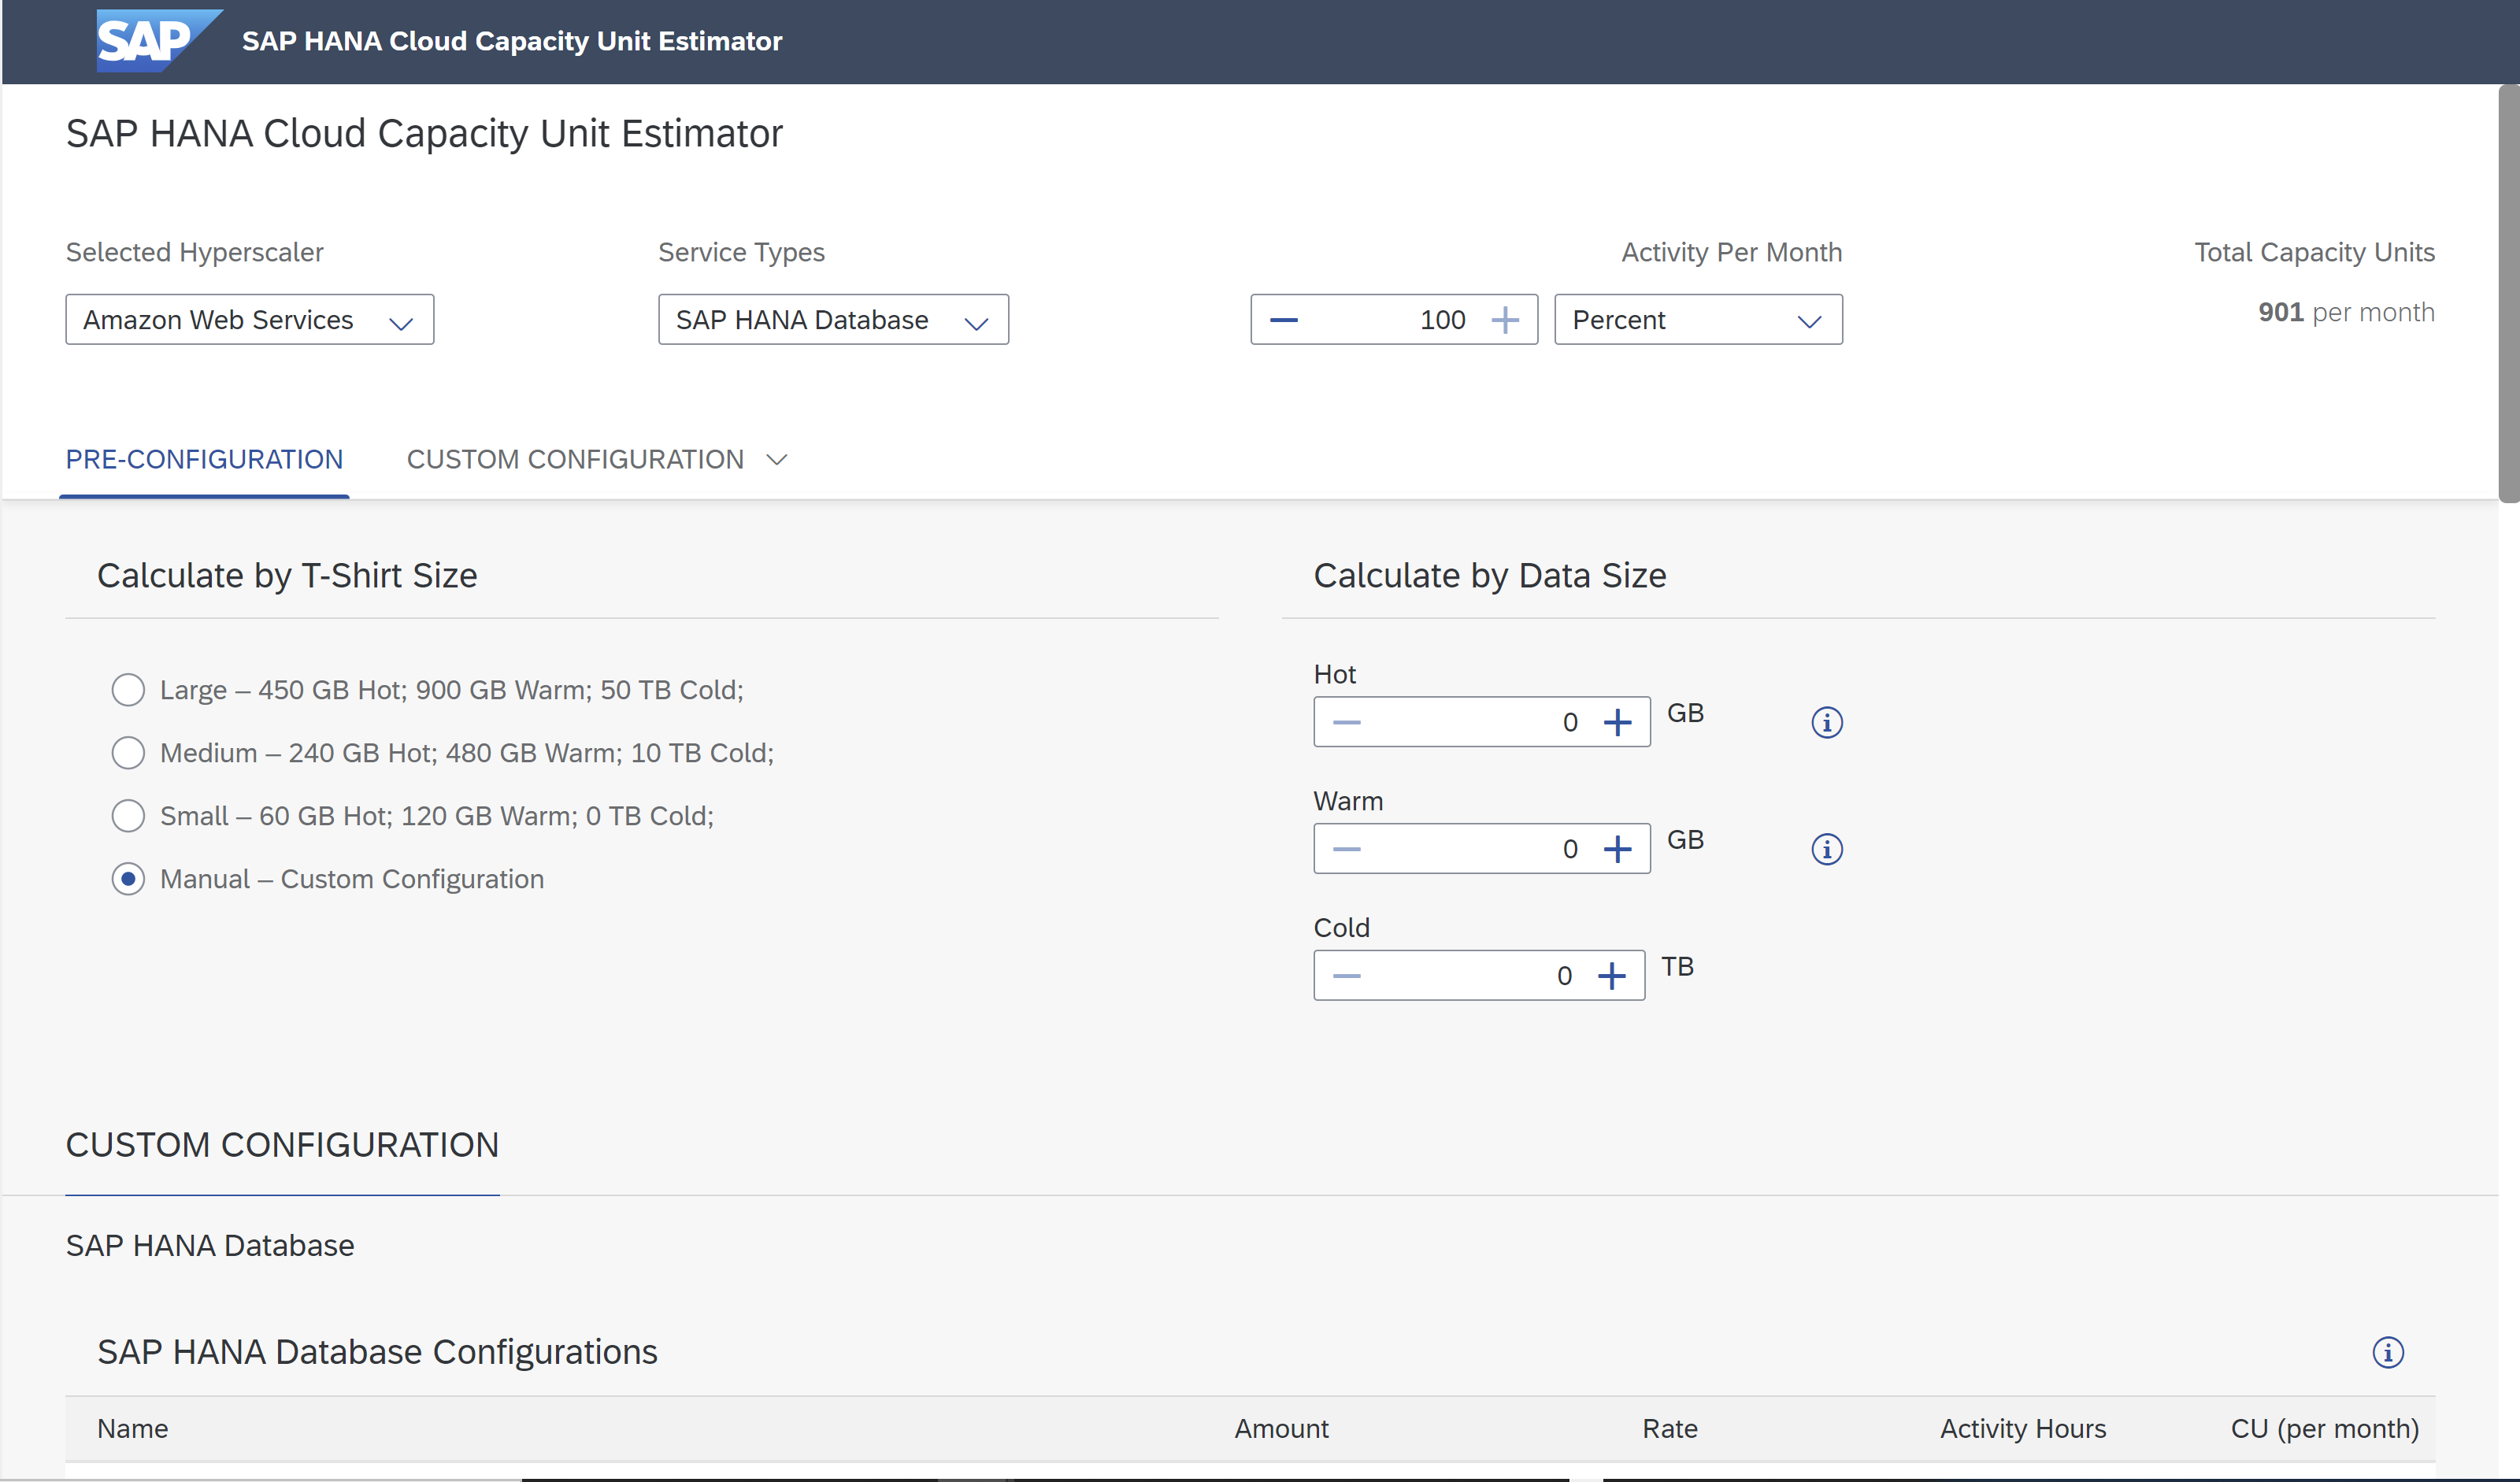 SAP SAP HANA Cloud Capacity Unit Estimator
SAP HANA Cloud Capacity Unit Estimator
Selected Hyperscaler Service Types Activity Per Month Total Capacity Units
Amazon Web Services SAP HANA Database 100 Percent 901 per month
PRE-CONFIGURATION CUSTOM CONFIGURATION
Calculate by T-Shirt Size
Large – 450 GB Hot; 900 GB Warm; 50 TB Cold;
Medium – 240 GB Hot; 480 GB Warm; 10 TB Cold;
Small – 60 GB Hot; 120 GB Warm; 0 TB Cold;
Manual – Custom Configuration
Calculate by Data Size
Hot
0 GB
Warm
0 GB
Cold
0 TB
CUSTOM CONFIGURATION
SAP HANA Database
SAP HANA Database Configurations
Name Amount Rate Activity Hours CU (per month)